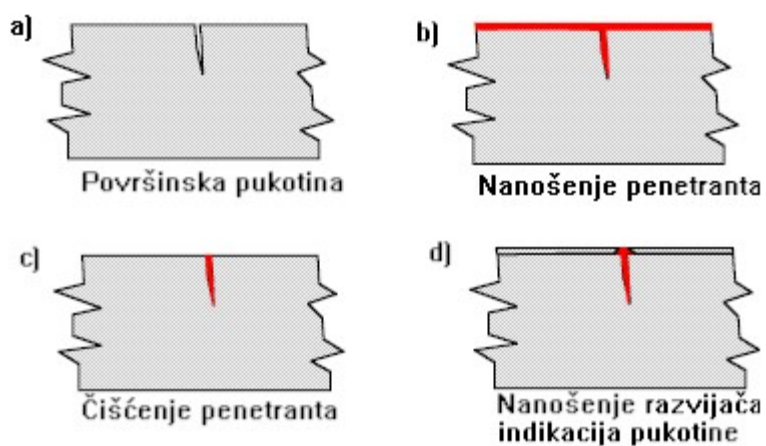 a)
Površinska pukotina
b)
Nanošenje penetranta
c)
Čišćenje penetranta
d)
Nanošenje razvijača
indikacija pukotine